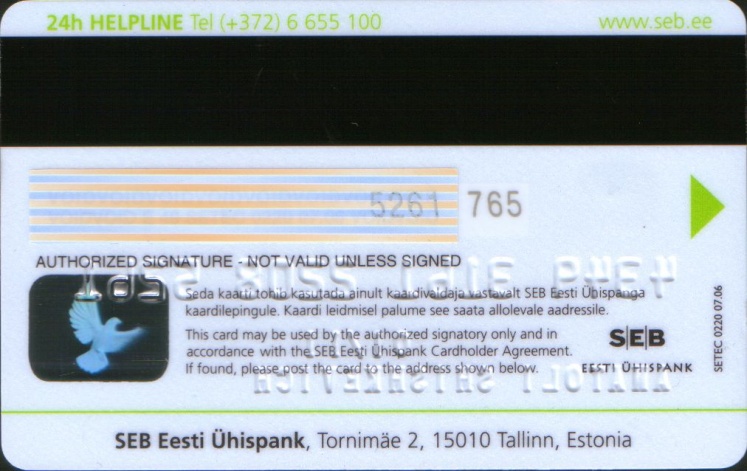 24h HELPLINE Tel (+372) 6 655 100
www.seb.ee
5261 765
AUTHORIZED SIGNATURE - NOT VALID UNLESS SIGNED
Seda kaarti tohib kasutada ainult kaardivaldaja vastavalt SEB Eesti Ühispanga
kaardilepingule. Kaardi leidmisel palume see saata allolevale aadressile.
This card may be used by the authorized signatory only and in
accordance with the SEB Eesti Ühispank Cardholder Agreement.
If found, please post the card to the address shown below.
S|E|B
EESTI ÜHISPANK
SETEC 0220 07.06
SEB Eesti Ühispank, Tornimäe 2, 15010 Tallinn, Estonia